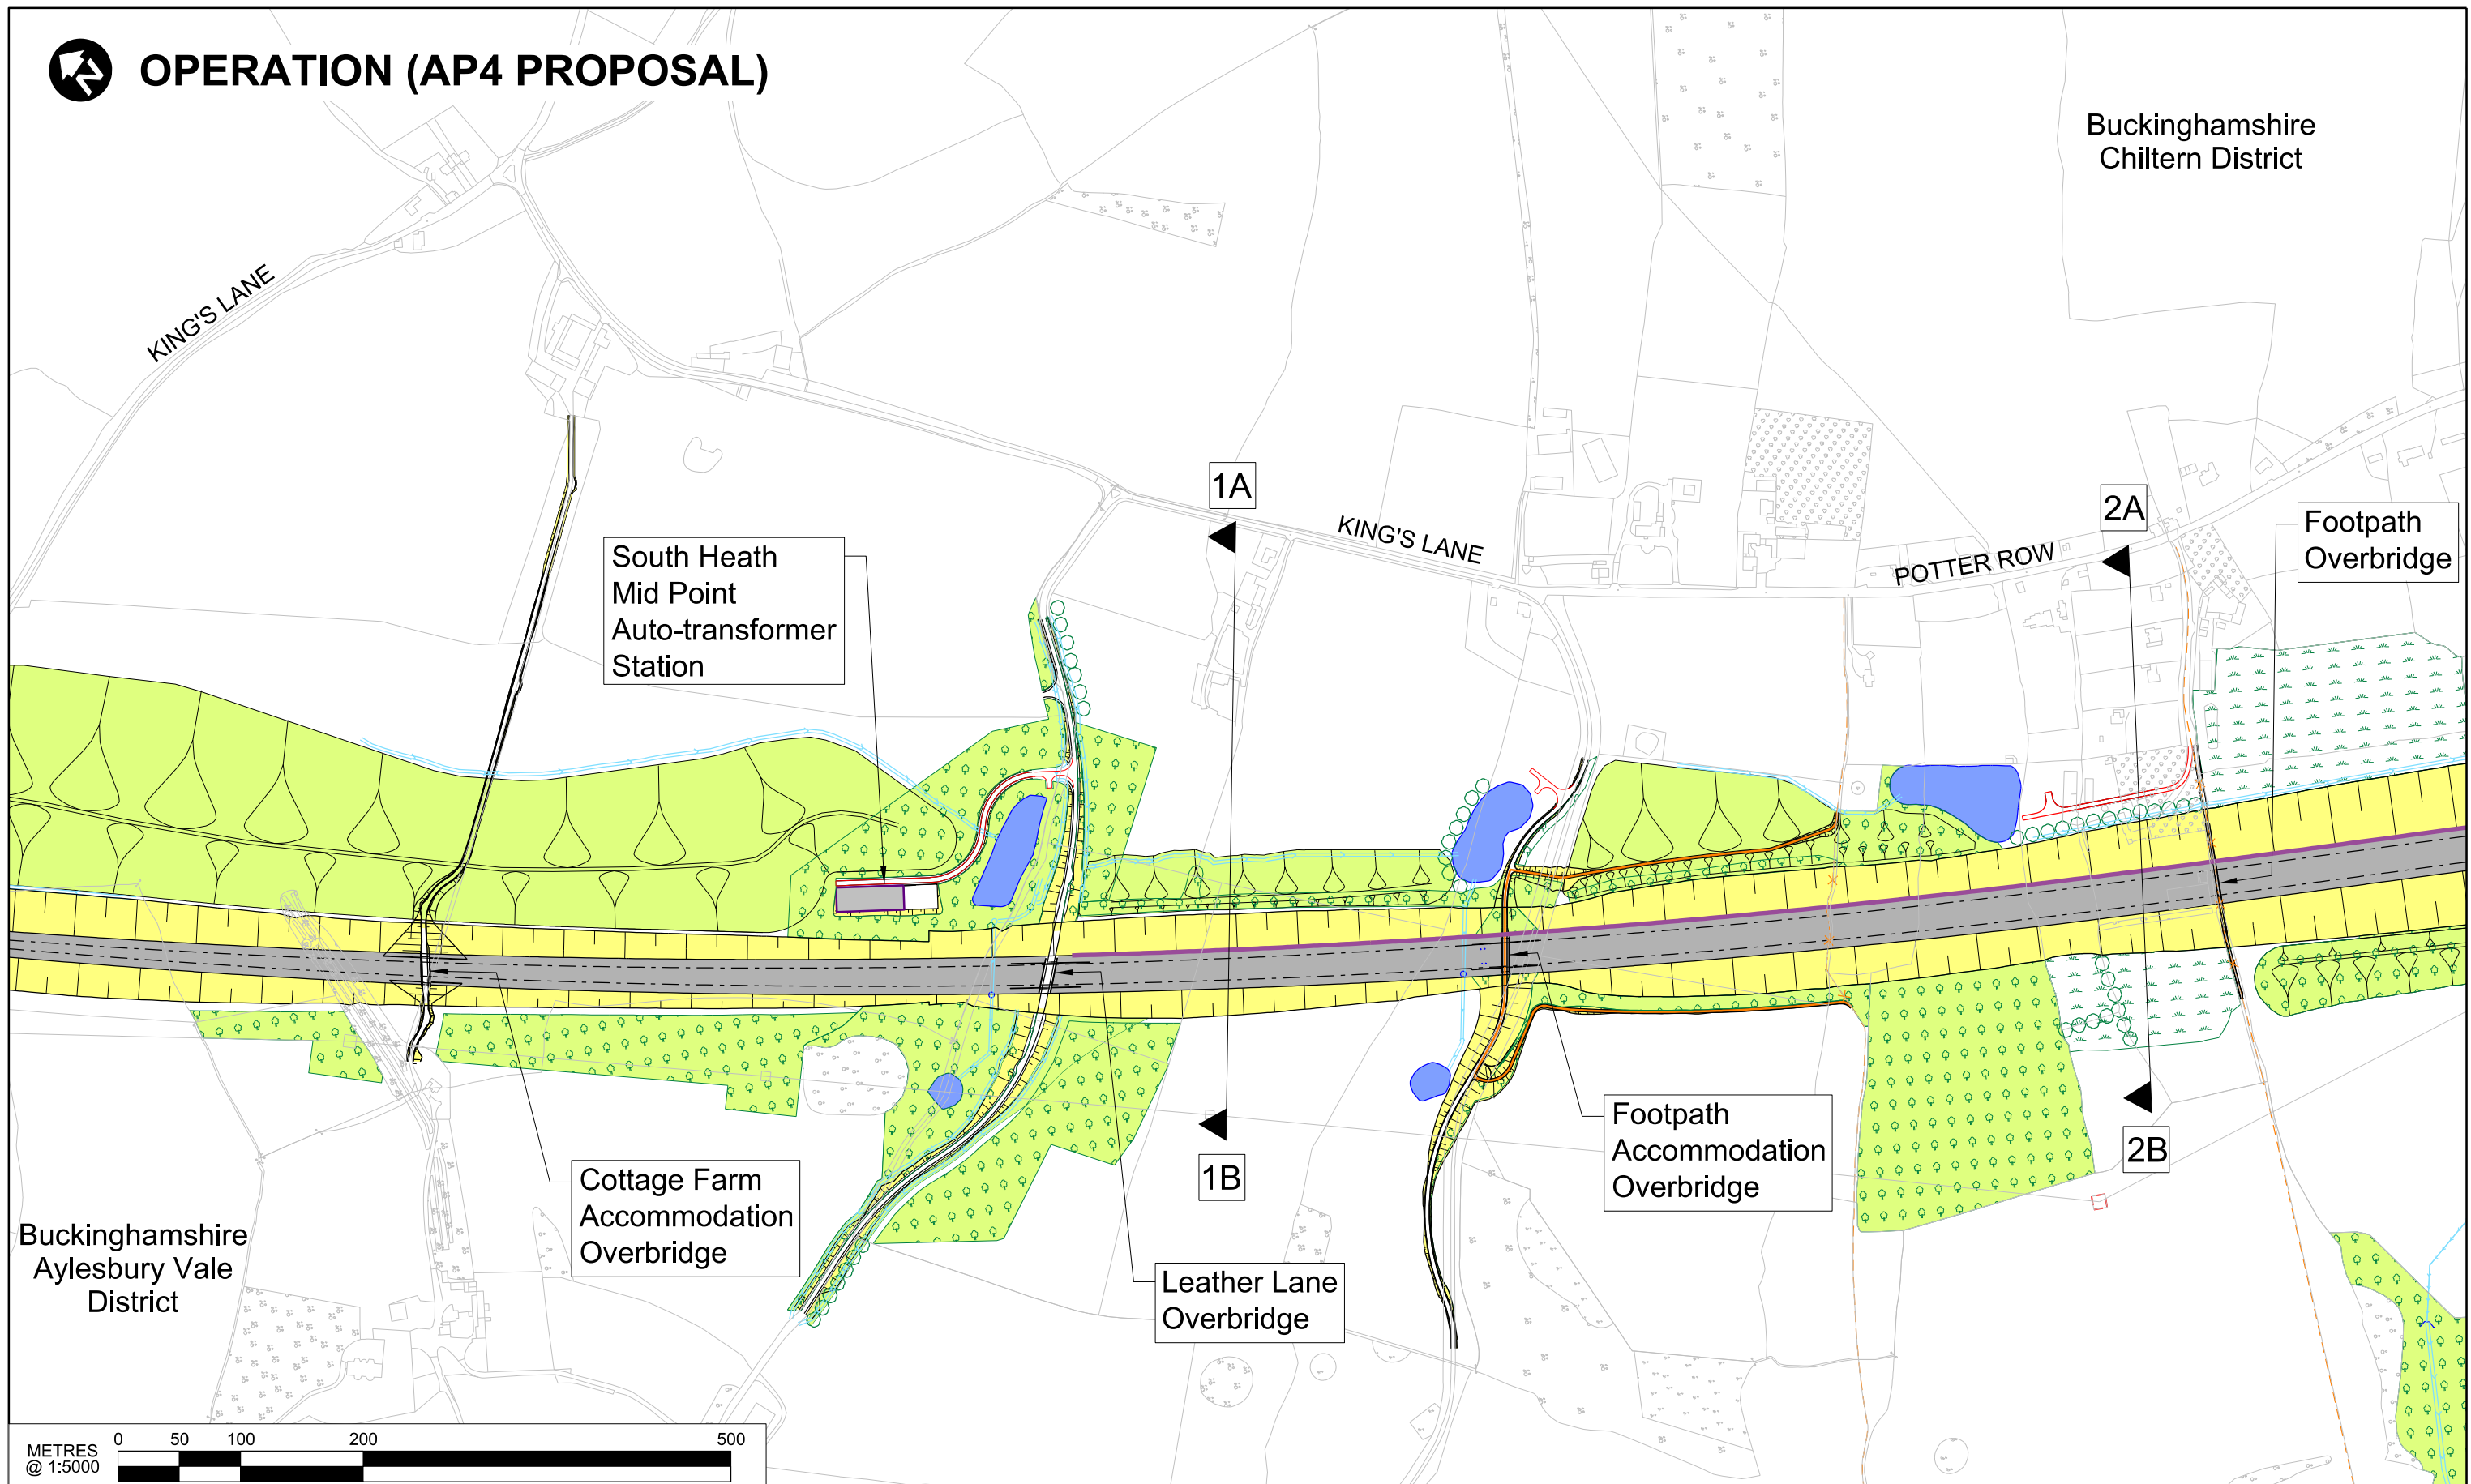 N
OPERATION (AP4 PROPOSAL)
Buckinghamshire
Chiltern District
KING'S LANE
1A
2A
KING'S LANE
POTTER ROW
Footpath
Overbridge
South Heath
Mid Point
Auto-transformer
Station
Cottage Farm
Accommodation
Overbridge
1B
Footpath
Accommodation
Overbridge
2B
Leather Lane
Overbridge
Buckinghamshire
Aylesbury Vale
District
METRES
@ 1:5000
0 50 100 200 500